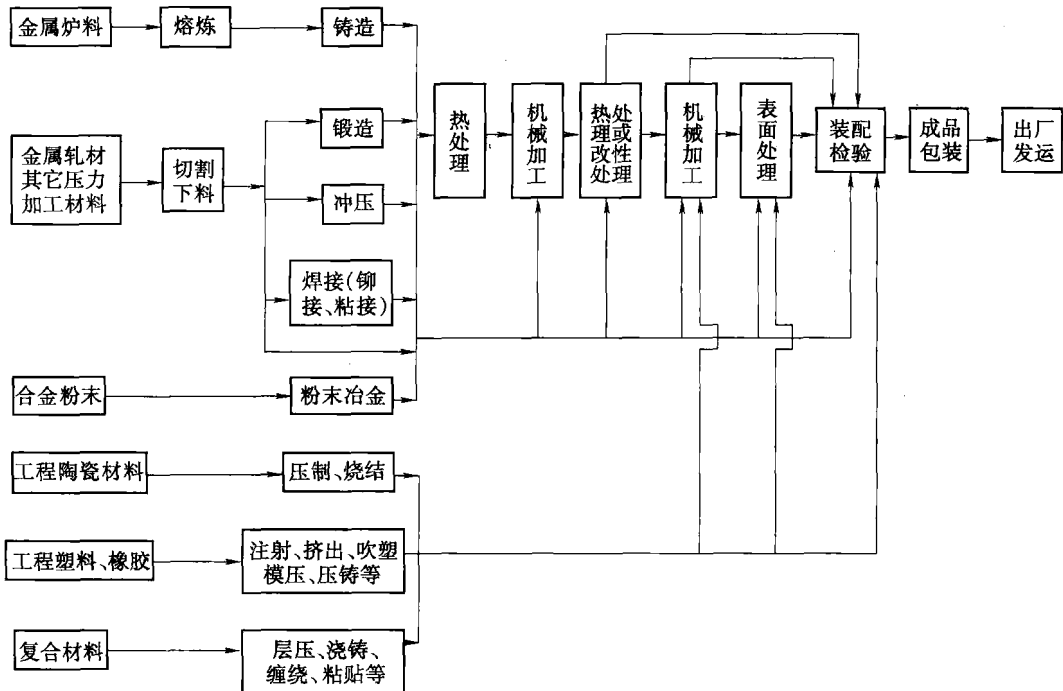 金属炉料
熔炼
铸造
热处理
机械加工
热处
理或
改性
处理
机械加工
表面处理
装配
检验
成品
包装
出厂
发运
锻造
金属轧材
其它压力
加工材料
切割
下料
冲压
焊接(铆
接、粘接)
合金粉末
粉末冶金
工程陶瓷材料
压制、烧结
工程塑料、橡胶
注射、挤出、吹塑
模压、压铸等
复合材料
层压、浇铸、
缠绕、粘贴等